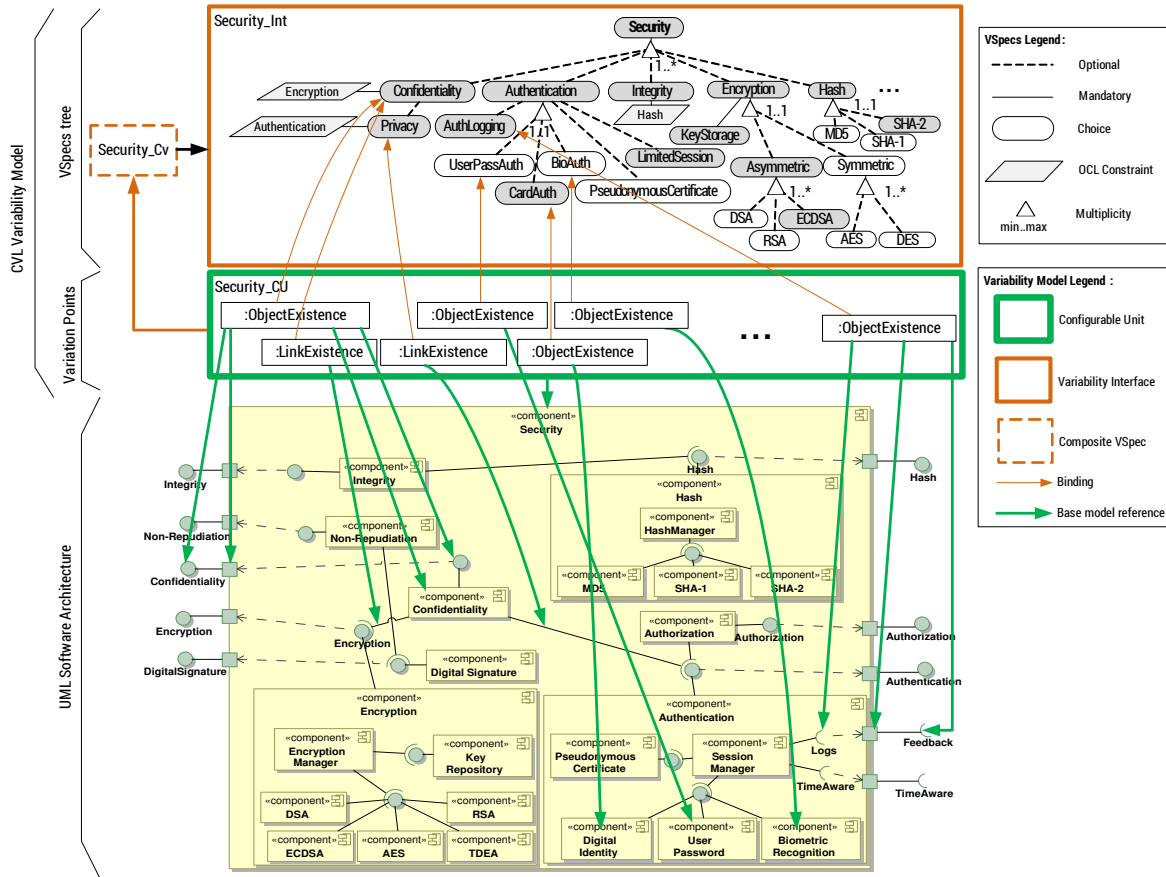 CVL Variability Model
VSpecs tree
Variation Points
UML Software Architecture
Security_Cv
Security_Int
Security
1..*
Encryption
Confidentiality
Authentication
Integrity
Encryption
Hash
...
Authentication
Privacy
AuthLogging
Hash
KeyStorage
1..1
1..1
MD5
SHA-1
SHA-2
1..1
UserPassAuth
BioAuth
LimitedSession
CardAuth
PseudonymousCertificate
Asymmetric
Symmetric
1..*
1..*
DSA
RSA
ECDSA
AES
DES
VSpecs Legend:
Optional
Mandatory
Choice
OCL Constraint
min..max
Multiplicity
Security_CU
:ObjectExistence
:ObjectExistence
:ObjectExistence
...
:ObjectExistence
:LinkExistence
:LinkExistence
:ObjectExistence
Variability Model Legend :
Configurable Unit
Variability Interface
Composite VSpec
Binding
Base model reference
«component»
Security
Integrity
«component»
Integrity
Hash
Hash
«component»
Hash
Non-Repudiation
«component»
Non-Repudiation
«component»
HashManager
Confidentiality
«component»
MD5
«component»
SHA-1
«component»
SHA-2
«component»
Confidentiality
Encryption
Encryption
«component»
Authorization
Authorization
Authorization
DigitalSignature
«component»
Digital Signature
Authentication
«component»
Encryption
«component»
Authentication
«component»
Encryption
Manager
«component»
Key
Repository
«component»
Pseudonymous
Certificate
«component»
Session
Manager
Logs
Feedback
TimeAware
TimeAware
«component»
DSA
«component»
RSA
«component»
ECDSA
«component»
AES
«component»
TDEA
«component»
Digital
Identity
«component»
User
Password
«component»
Biometric
Recognition